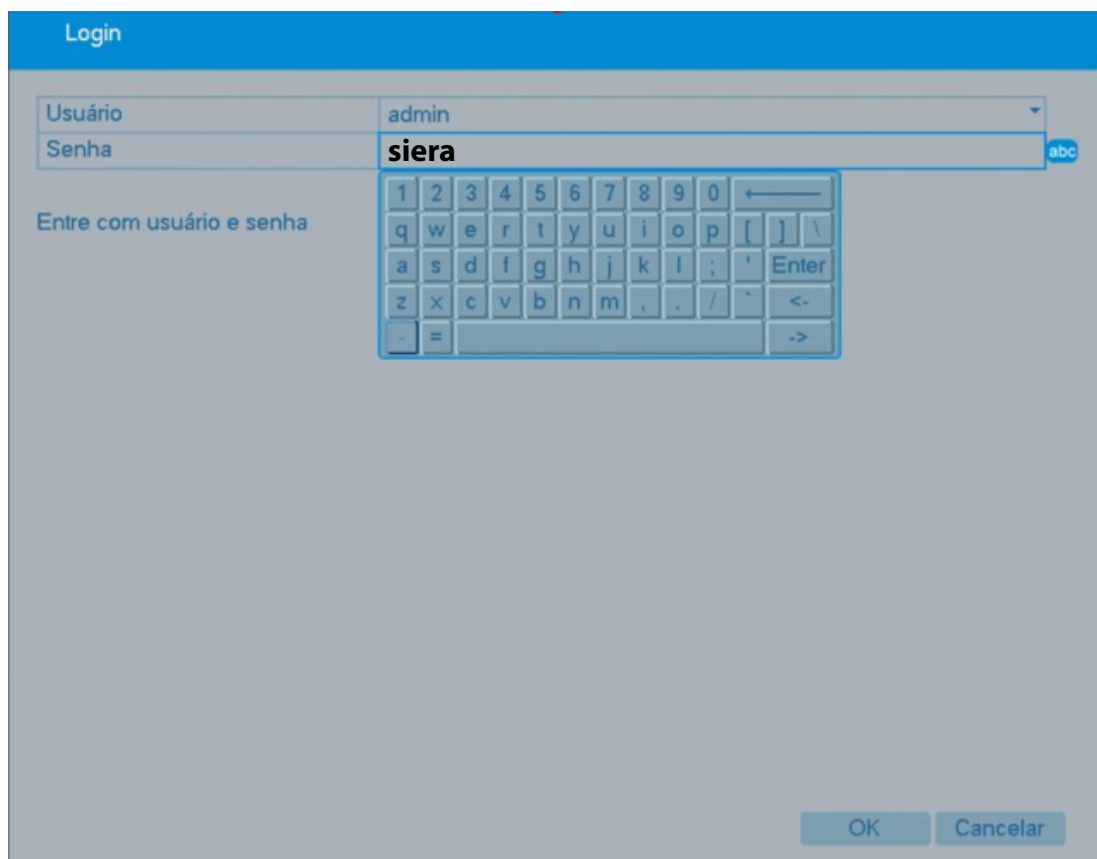 Login
Usuário admin
Senha siera abc
Entre com usuário e senha
1 2 3 4 5 6 7 8 9 0 ←
q w e r t y u i o p [ ] \
a s d f g h j k l ; ' Enter
z x c v b n m , . / ` <-
- = ->
OK Cancelar